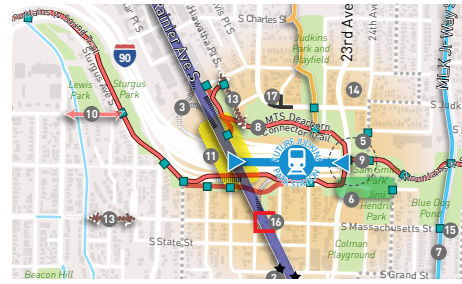 S Charles St
Rainier Ave S
Hiawatha Pl S
23rd Ave
24th Ave
MLK Jr Way S
Judkins
Park and
Playfield
90
Lewis
Park
Sturgus
Park
Sturgus Ave S
13
17
14
3
10
8
MTS Dearborn
Connector Trail
S Judk
5
11
FUTURE JUDKINS
PARK STATION
9
Sam Smith
Park
Mountains
6
Jimi
Hendrix
Park
Blue Dog
Pond
13
16
S Massachusetts St
15
S State St
Colman
Playground
7
Beacon Hill
2
S Grand St